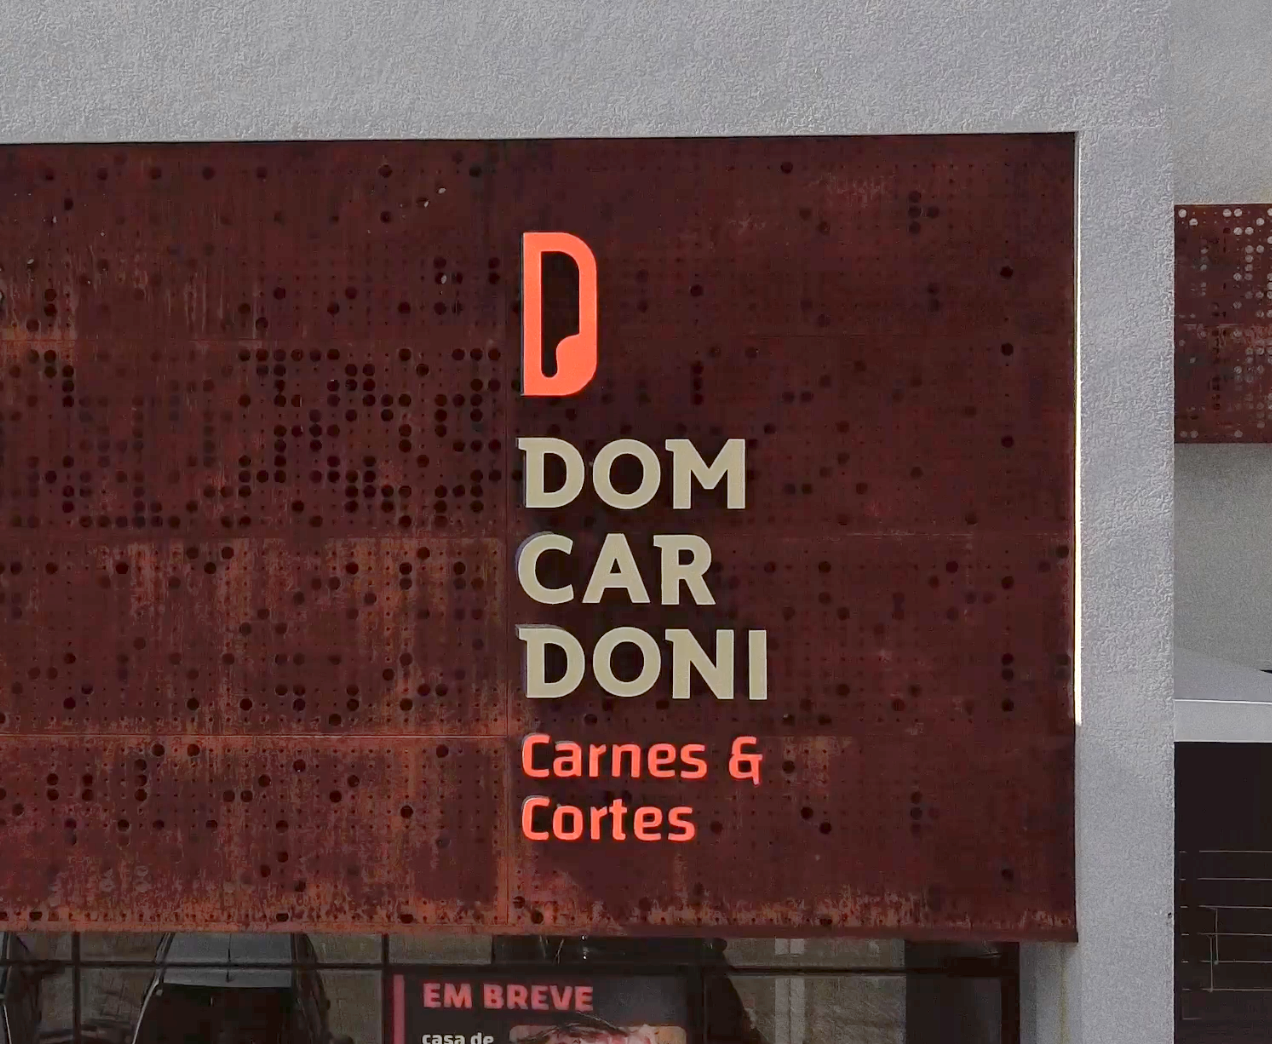 D
DOM
CAR
DONI
Carnes &
Cortes
EM BREVE
casa de